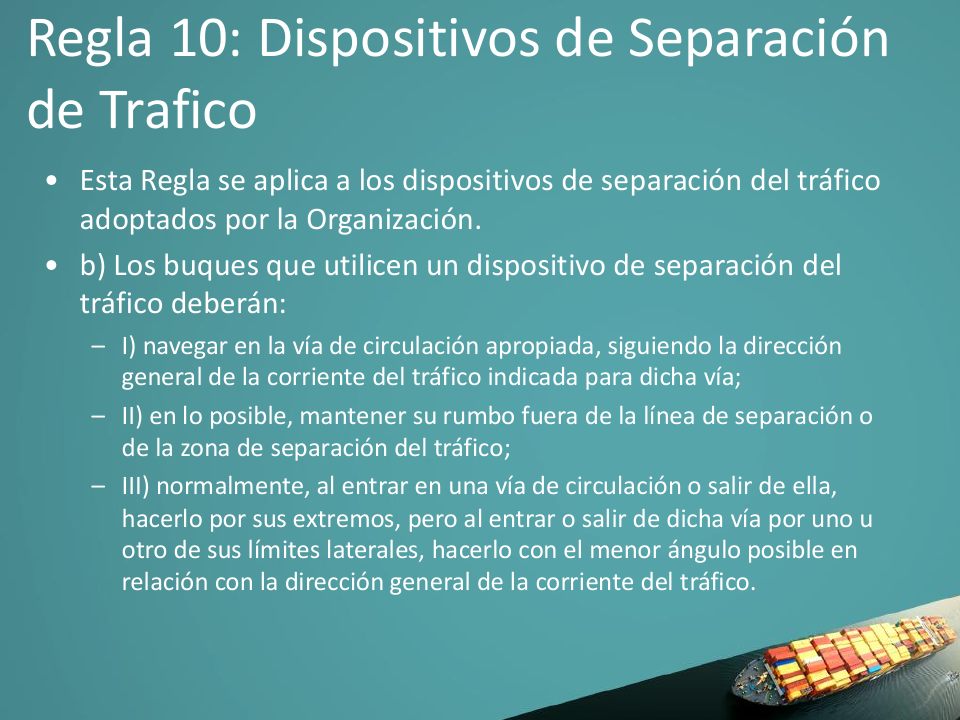 Regla 10: Dispositivos de Separación
de Trafico
• Esta Regla se aplica a los dispositivos de separación del tráfico
adoptados por la Organización.
• b) Los buques que utilicen un dispositivo de separación del
tráfico deberán:
– I) navegar en la vía de circulación apropiada, siguiendo la dirección
general de la corriente del tráfico indicada para dicha vía;
– II) en lo posible, mantener su rumbo fuera de la línea de separación o
de la zona de separación del tráfico;
– III) normalmente, al entrar en una vía de circulación o salir de ella,
hacerlo por sus extremos, pero al entrar o salir de dicha vía por uno u
otro de sus límites laterales, hacerlo con el menor ángulo posible en
relación con la dirección general de la corriente del tráfico.